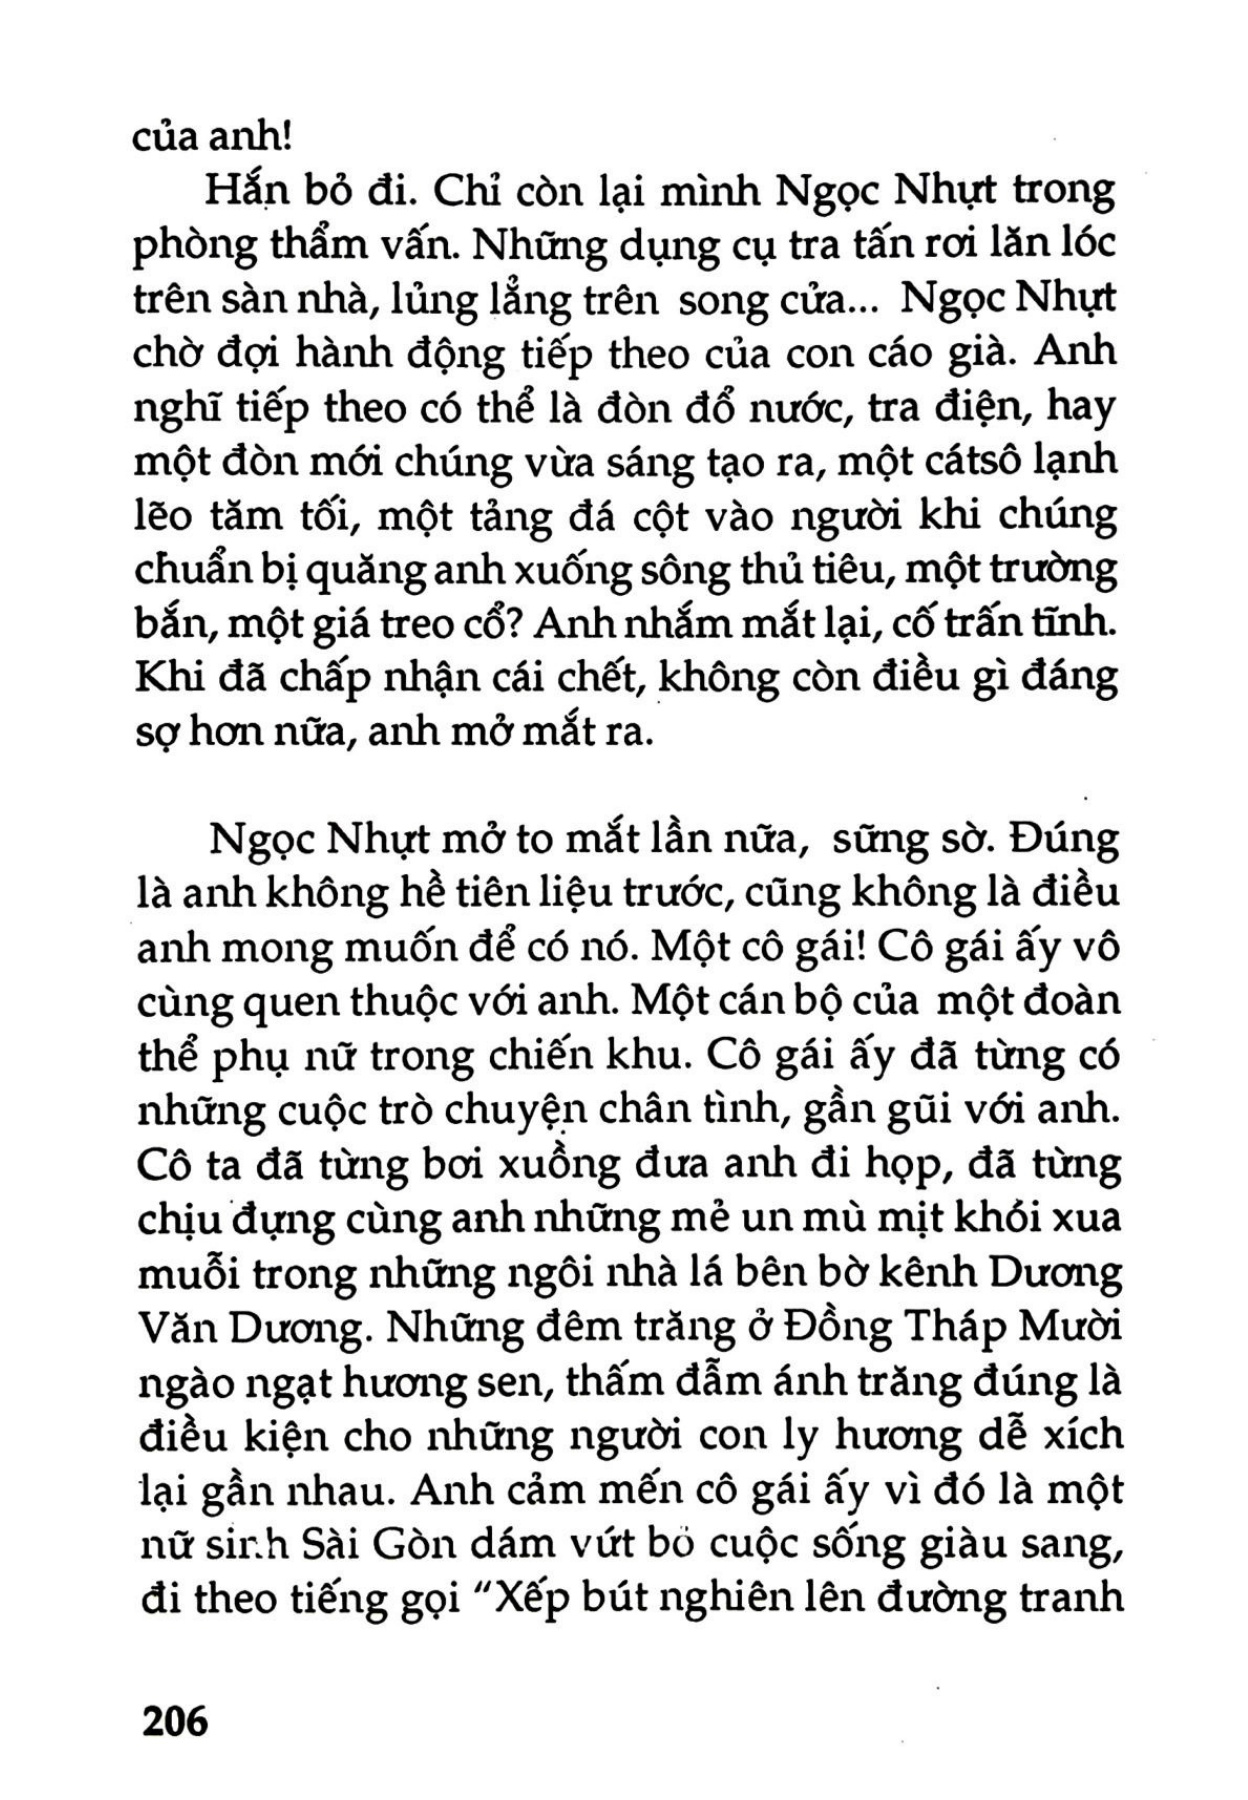 của anh!
Hắn bỏ đi. Chỉ còn lại mình Ngọc Nhựt trong
phòng thẩm vấn. Những dụng cụ tra tấn rơi lăn lóc
trên sàn nhà, lủng lẳng trên song cửa... Ngọc Nhựt
chờ đợi hành động tiếp theo của con cáo già. Anh
nghĩ tiếp theo có thể là đòn đổ nước, tra điện, hay
một đòn mới chúng vừa sáng tạo ra, một cátsô lạnh
lẽo tăm tối, một tảng đá cột vào người khi chúng
chuẩn bị quăng anh xuống sông thủ tiêu, một trường
bắn, một giá treo cổ? Anh nhắm mắt lại, cố trấn tĩnh.
Khi đã chấp nhận cái chết, không còn điều gì đáng
sợ hơn nữa, anh mở mắt ra.
Ngọc Nhựt mở to mắt lần nữa, sững sờ. Đúng
là anh không hề tiên liệu trước, cũng không là điều
anh mong muốn để có nó. Một cô gái! Cô gái ấy vô
cùng quen thuộc với anh. Một cán bộ của một đoàn
thể phụ nữ trong chiến khu. Cô gái ấy đã từng có
những cuộc trò chuyện chân tình, gần gũi với anh.
Cô ta đã từng bơi xuồng đưa anh đi họp, đã từng
chịu đựng cùng anh những mẻ un mù mịt khói xua
muỗi trong những ngôi nhà lá bên bờ kênh Dương
Văn Dương. Những đêm trăng ở Đồng Tháp Mười
ngào ngạt hương sen, thấm đẫm ánh trăng đúng là
điều kiện cho những người con ly hương dễ xích
lại gần nhau. Anh cảm mến cô gái ấy vì đó là một
nữ sinh Sài Gòn dám vứt bỏ cuộc sống giàu sang,
đi theo tiếng gọi "Xếp bút nghiên lên đường tranh
206